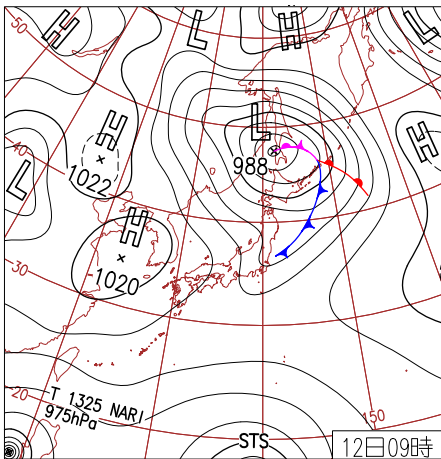 50
H
L
H
L
40
H
1022
L
988
H
L
H
1020
30
20
T 1325 NARI
975hPa
150
STS
12日09時